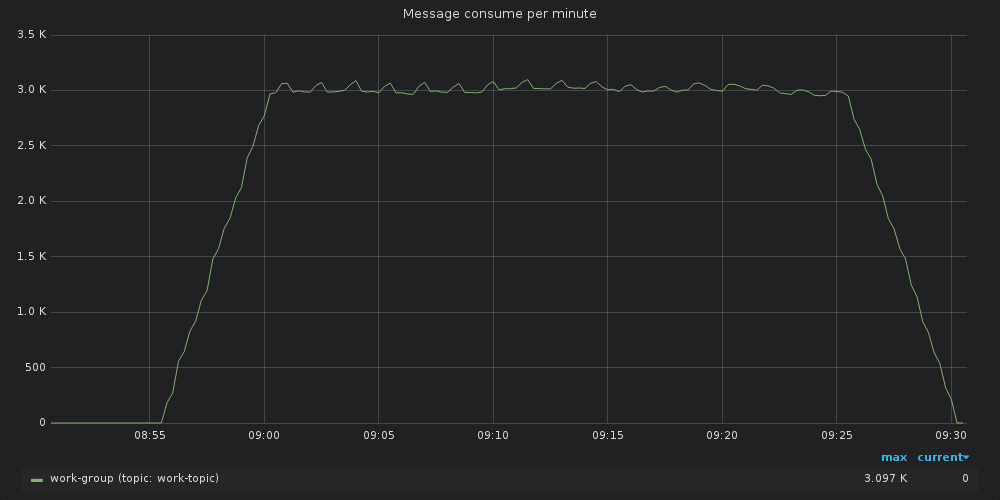 Message consume per minute
3.5 K
3.0 K
2.5 K
2.0 K
1.5 K
1.0 K
500
0
08:55 09:00 09:05 09:10 09:15 09:20 09:25 09:30
max current
work-group (topic: work-topic) 3.097 K 0